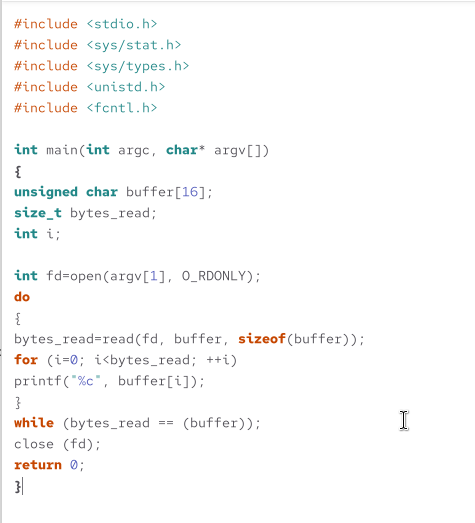 #include <stdio.h>
#include <sys/stat.h>
#include <sys/types.h>
#include <unistd.h>
#include <fcntl.h>
int main(int argc, char* argv[])
{
unsigned char buffer[16];
size_t bytes_read;
int i;
int fd=open(argv[1], O_RDONLY);
do
{
bytes_read=read(fd, buffer, sizeof(buffer));
for (i=0; i<bytes_read; ++i)
printf("%c", buffer[i]);
}
while (bytes_read == (buffer));
close (fd);
return 0;
}